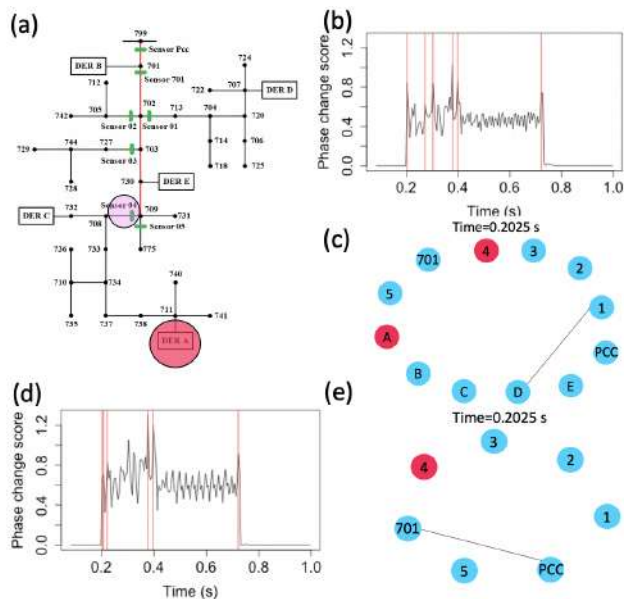 (a)
799
Sensor Pcc
DER B
701
Sensor 701
712
724
722
707
DER D
702
713
704
720
742
705
Sensor 02
Sensor 01
714
706
729
744
727
703
718
725
Sensor 03
728
730
DER E
Sensor 04
DER C
732
709
731
708
Sensor 05
736
733
775
740
710
734
711
735
737
738
741
DER A
(b)
Phase change score
0.0
0.4
0.8
1.2
0.2
0.4
0.6
0.8
1.0
Time (s)
(c)
Time=0.2025 s
701
4
3
2
1
5
A
PCC
B
C
D
E
(d)
Phase change score
0.0
0.4
0.8
1.2
0.2
0.4
0.6
0.8
1.0
Time (s)
(e)
Time=0.2025 s
3
4
2
701
1
5
PCC